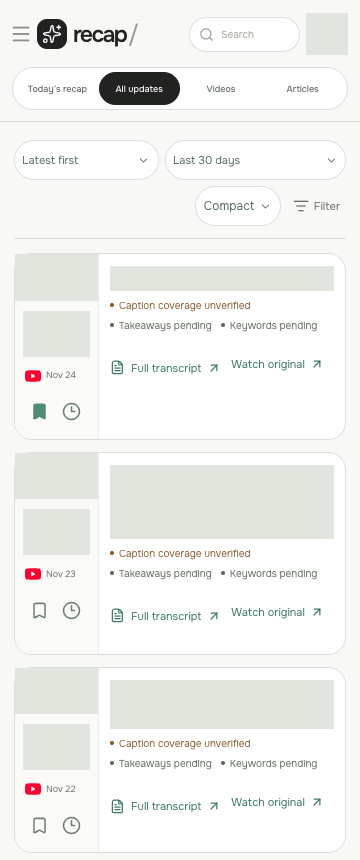 recap/
Search
Today's recap
All updates
Videos
Articles
Latest first
Last 30 days
Compact
Filter
Caption coverage unverified
Takeaways pending
Keywords pending
Nov 24
Full transcript
Watch original
Caption coverage unverified
Takeaways pending
Keywords pending
Nov 23
Full transcript
Watch original
Caption coverage unverified
Takeaways pending
Keywords pending
Nov 22
Full transcript
Watch original